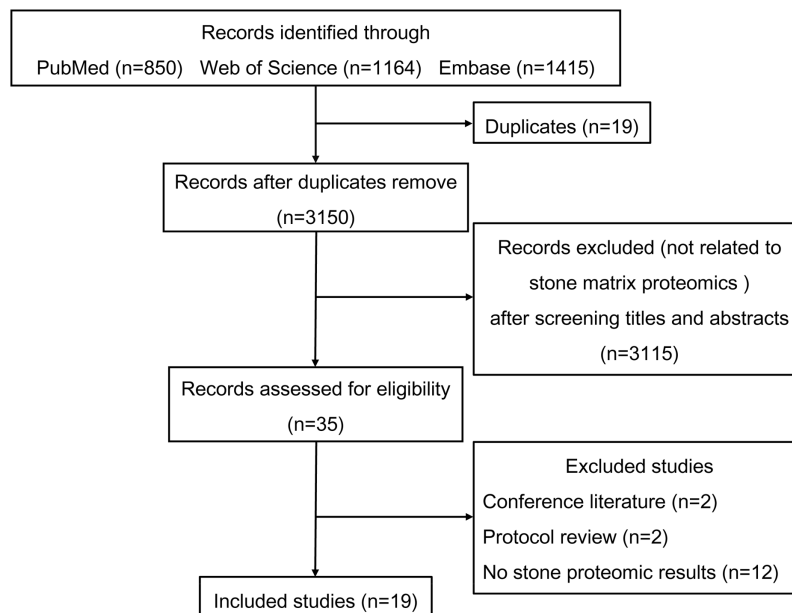 Records identified through
PubMed (n=850) Web of Science (n=1164) Embase (n=1415)
Duplicates (n=19)
Records after duplicates remove
(n=3150)
Records excluded (not related to
stone matrix proteomics )
after screening titles and abstracts
(n=3115)
Records assessed for eligibility
(n=35)
Excluded studies
Conference literature (n=2)
Protocol review (n=2)
No stone proteomic results (n=12)
Included studies (n=19)